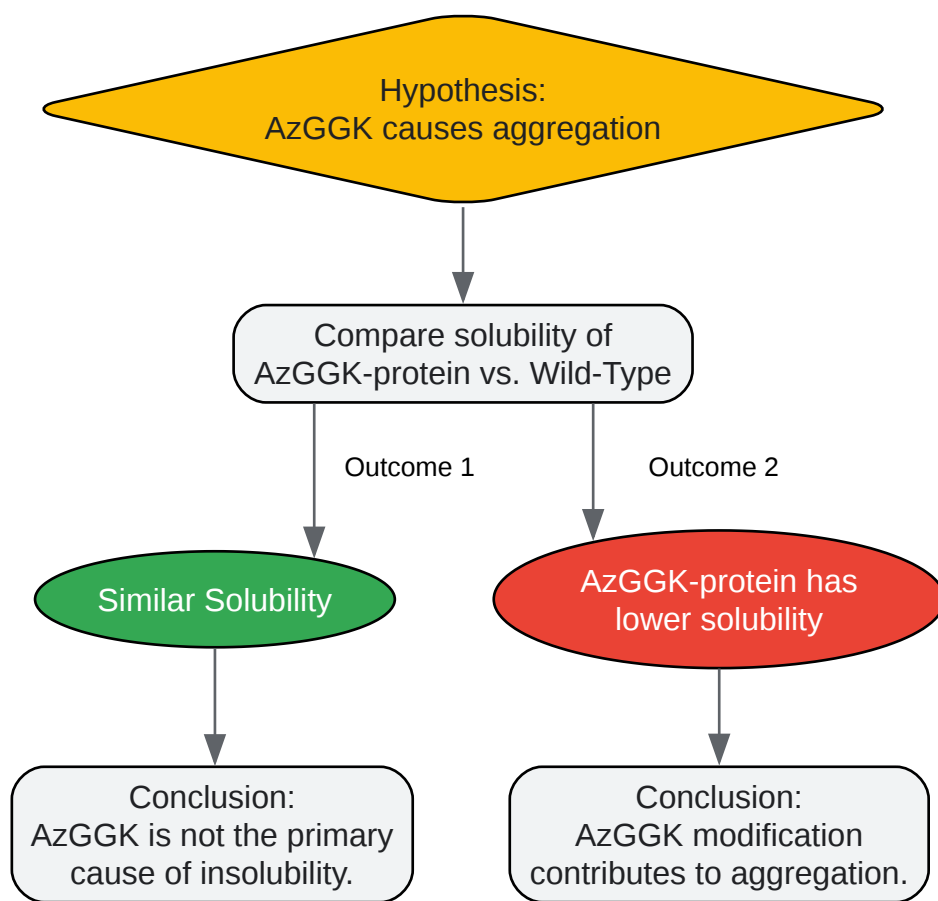 Hypothesis:
AzGGK causes aggregation
Compare solubility of
AzGGK-protein vs. Wild-Type
Outcome 1
Outcome 2
Similar Solubility
AzGGK-protein has
lower solubility
Conclusion:
AzGGK is not the primary
cause of insolubility.
Conclusion:
AzGGK modification
contributes to aggregation.